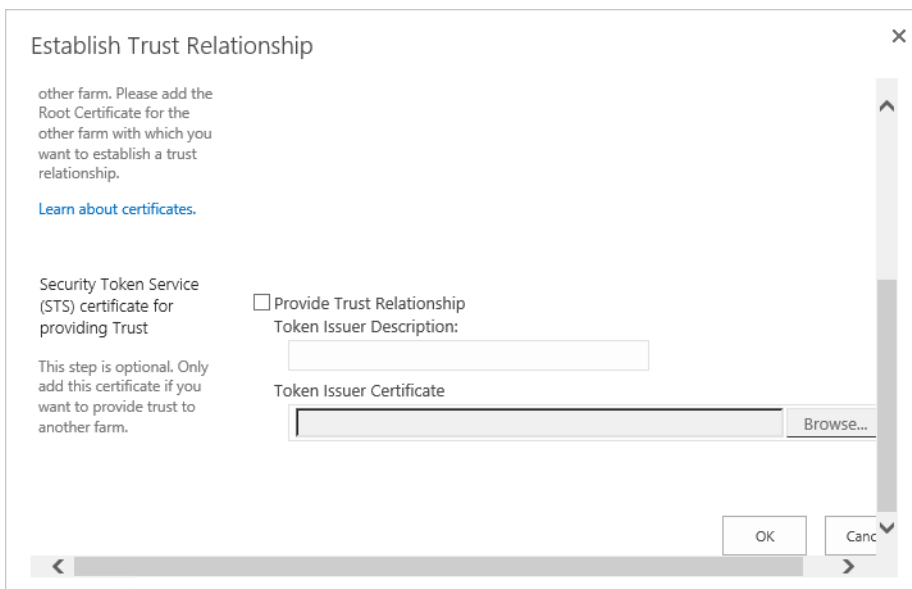 Establish Trust Relationship
other farm. Please add the
Root Certificate for the
other farm with which you
want to establish a trust
relationship.
Learn about certificates.
Security Token Service
(STS) certificate for
providing Trust
This step is optional. Only
add this certificate if you
want to provide trust to
another farm.
Provide Trust Relationship
Token Issuer Description:
Token Issuer Certificate
Browse...
OK
Canc